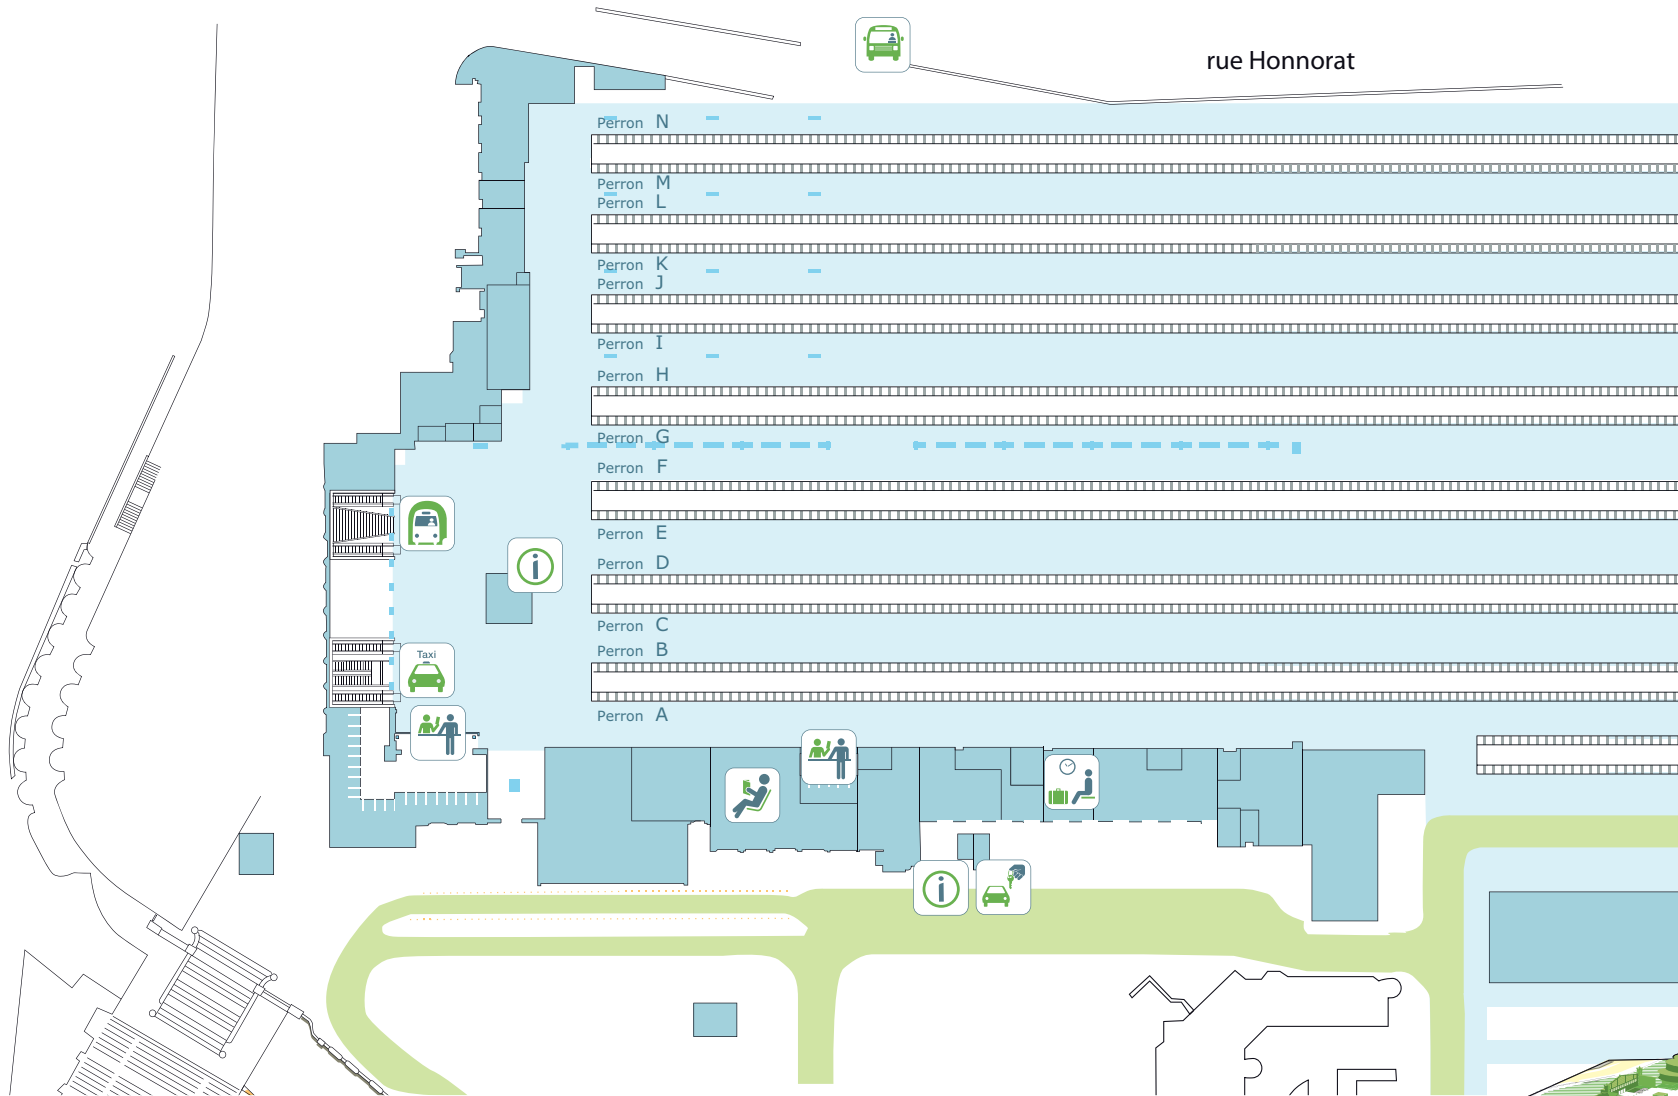 rue Honnorat
Perron N
Perron M
Perron L
Perron K
Perron J
Perron I
Perron H
Perron G
Perron F
Perron E
Perron D
Perron C
Perron B
Perron A
i
Taxi
i